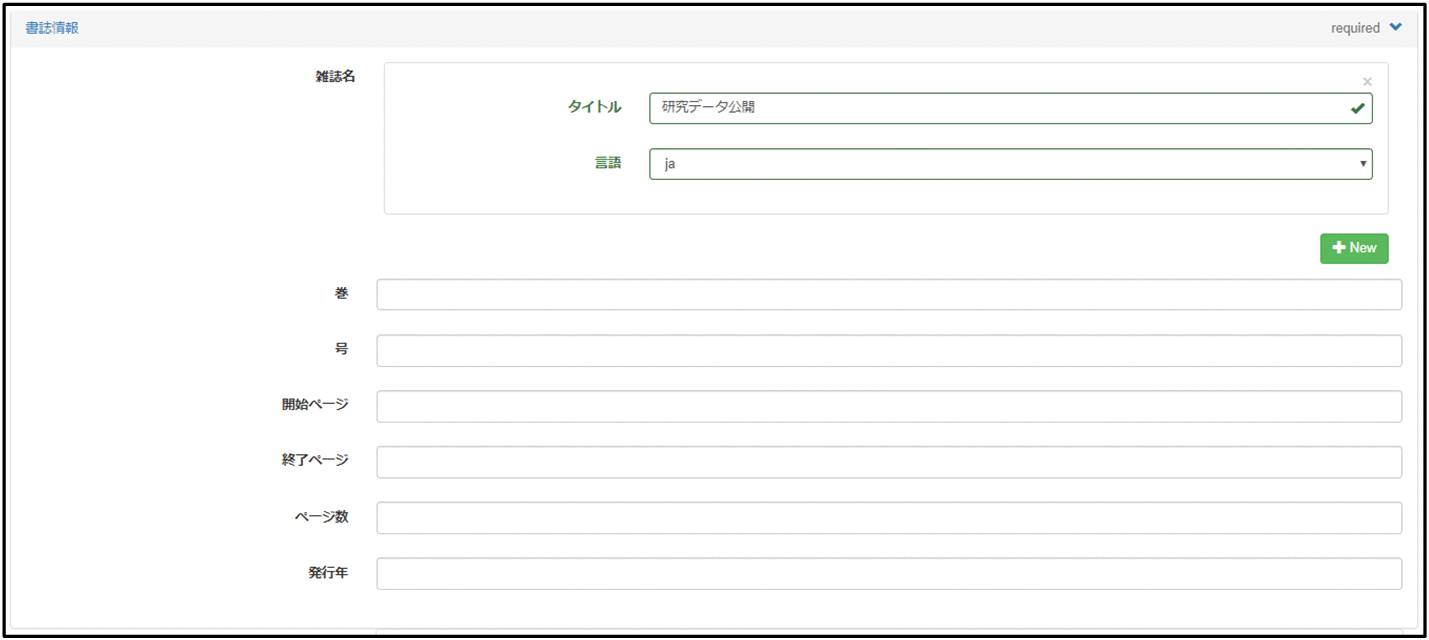 書誌情報 required
雑誌名
×
タイトル 研究データ公開
言語 ja
New
巻
号
開始ページ
終了ページ
ページ数
発行年